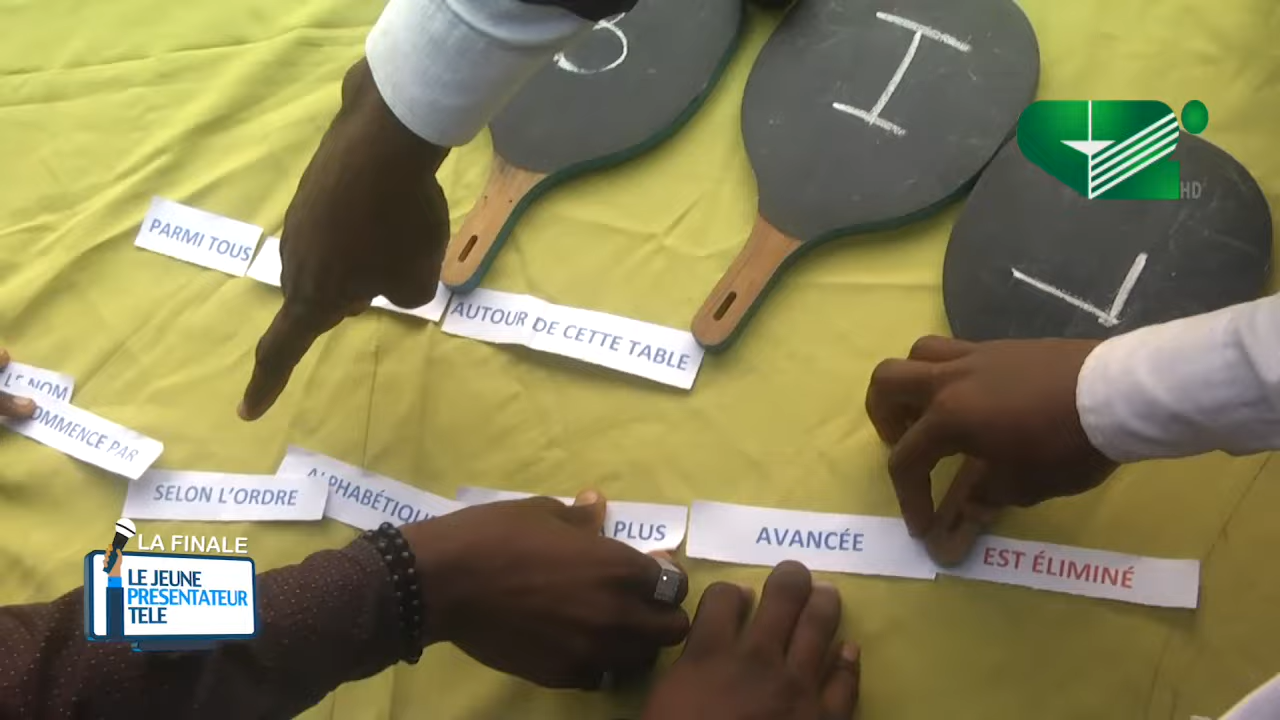 I
L
HD
PARMI TOUS
AUTOUR DE CETTE TABLE
LE NOM
COMMENCE PAR
SELON L'ORDRE
ALPHABÉTIQUE
PLUS
AVANCÉE
EST ÉLIMINÉ
LA FINALE
LE JEUNE
PRESENTATEUR
TELE